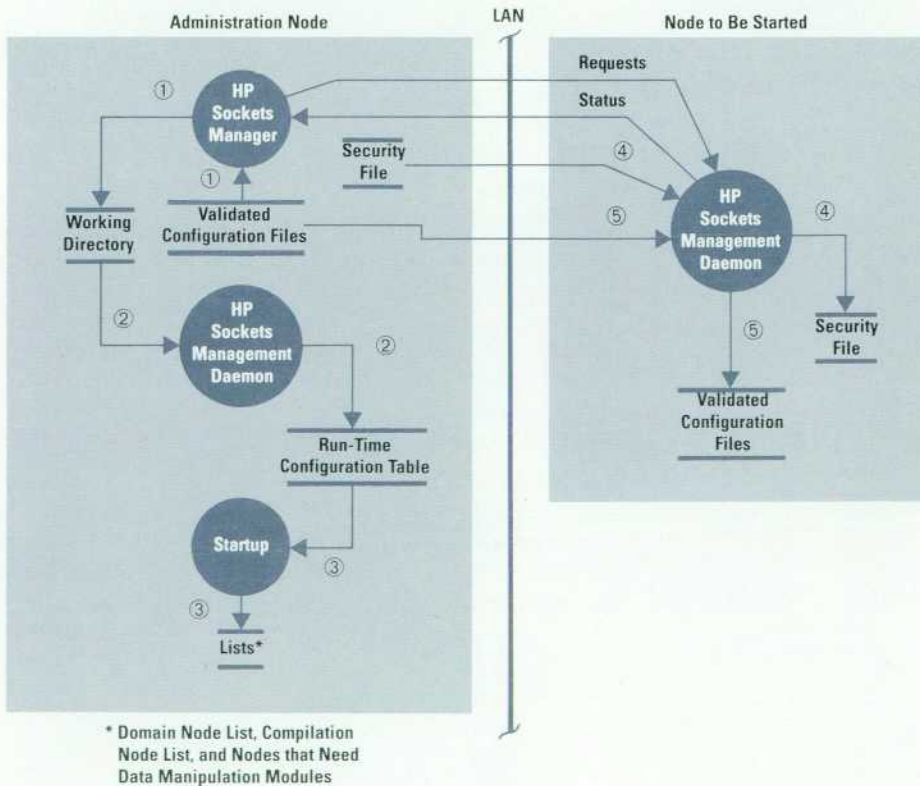 Administration Node
LAN
Node to Be Started
Requests
Status
①
HP
Sockets
Manager
①
Security
File
④
Working
Directory
Validated
Configuration Files
⑤
HP
Sockets
Management
Daemon
④
②
HP
Sockets
Management
Daemon
②
⑤
Security
File
Validated
Configuration
Files
Run-Time
Configuration Table
Startup
③
③
Lists*
* Domain Node List, Compilation
Node List, and Nodes that Need
Data Manipulation Modules